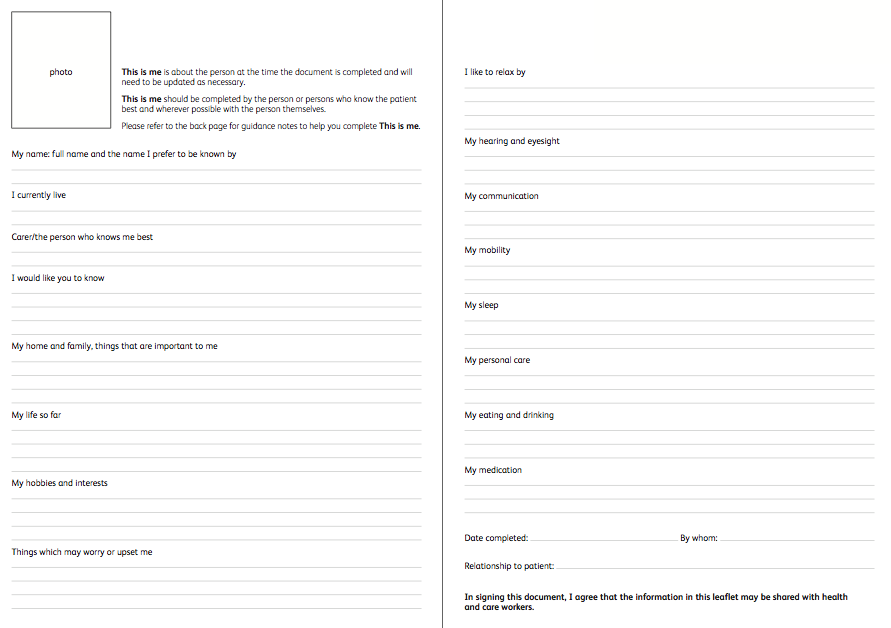 photo
This is me is about the person at the time the document is completed and will
need to be updated as necessary.
This is me should be completed by the person or persons who know the patient
best and wherever possible with the person themselves.
Please refer to the back page for guidance notes to help you complete This is me.
My name: full name and the name I prefer to be known by
I currently live
Carer/the person who knows me best
I would like you to know
My home and family, things that are important to me
My life so far
My hobbies and interests
Things which may worry or upset me
I like to relax by
My hearing and eyesight
My communication
My mobility
My sleep
My personal care
My eating and drinking
My medication
Date completed: By whom:
Relationship to patient:
In signing this document, I agree that the information in this leaflet may be shared with health
and care workers.